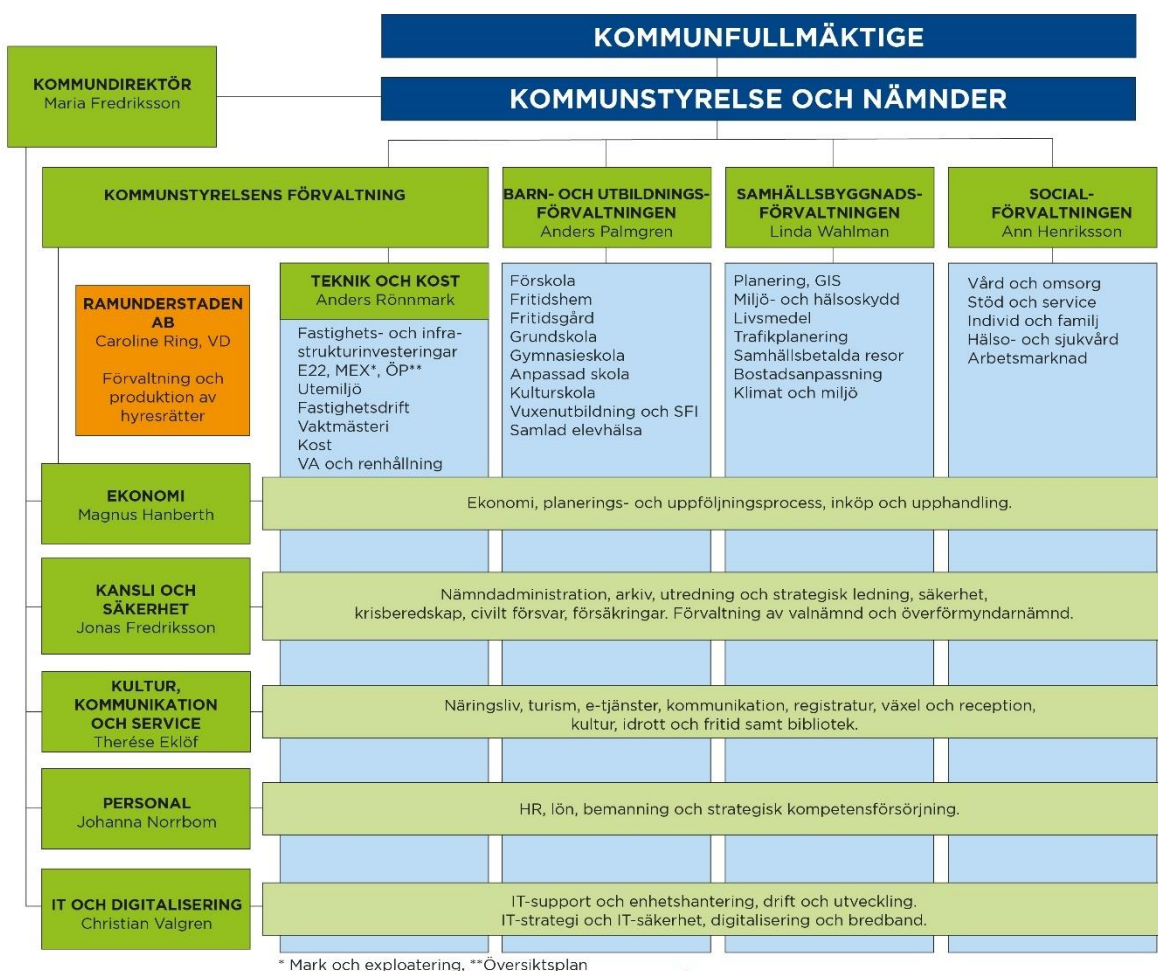 KOMMUNFULLMÄKTIGE
KOMMUNDIREKTÖR
Maria Fredriksson
KOMMUNSTYRELSE OCH NÄMNDER
KOMMUNSTYRELSENS FÖRVALTNING
BARN- OCH UTBILDNINGS-
FÖRVALTNINGEN
Anders Palmgren
SAMHÄLLSBYGGNADS-
FÖRVALTNINGEN
Linda Wahlman
SOCIAL-
FÖRVALTNINGEN
Ann Henriksson
RAMUNDERSTADEN
AB
Caroline Ring, VD
Förvaltning och
produktion av
hyresrätter
TEKNIK OCH KOST
Anders Rönnmark
Fastighets- och infra-
strukturinvesteringar
E22, MEX*, ÖP**
Utemiljö
Fastighetsdrift
Vaktmästeri
Kost
VA och renhållning
Förskola
Fritidshem
Fritidsgård
Grundskola
Gymnasieskola
Anpassad skola
Kulturskola
Vuxenutbildning och SFI
Samlad elevhälsa
Planering, GIS
Miljö- och hälsoskydd
Livsmedel
Trafikplanering
Samhällsbetalda resor
Bostadsanpassning
Klimat och miljö
Vård och omsorg
Stöd och service
Individ och familj
Hälso- och sjukvård
Arbetsmarknad
EKONOMI
Magnus Hanberth
Ekonomi, planerings- och uppföljningsprocess, inköp och upphandling.
KANSLI OCH
SÄKERHET
Jonas Fredriksson
Nämndadministration, arkiv, utredning och strategisk ledning, säkerhet,
krisberedskap, civilt försvar, försäkringar. Förvaltning av valnämnd och överförmyndarnämnd.
KULTUR,
KOMMUNIKATION
OCH SERVICE
Therése Eklöf
Näringsliv, turism, e-tjänster, kommunikation, registratur, växel och reception,
kultur, idrott och fritid samt bibliotek.
PERSONAL
Johanna Norrbom
HR, lön, bemanning och strategisk kompetensförsörjning.
IT OCH DIGITALISERING
Christian Valgren
IT-support och enhetshantering, drift och utveckling.
IT-strategi och IT-säkerhet, digitalisering och bredband.
* Mark och exploatering, **Översiktsplan